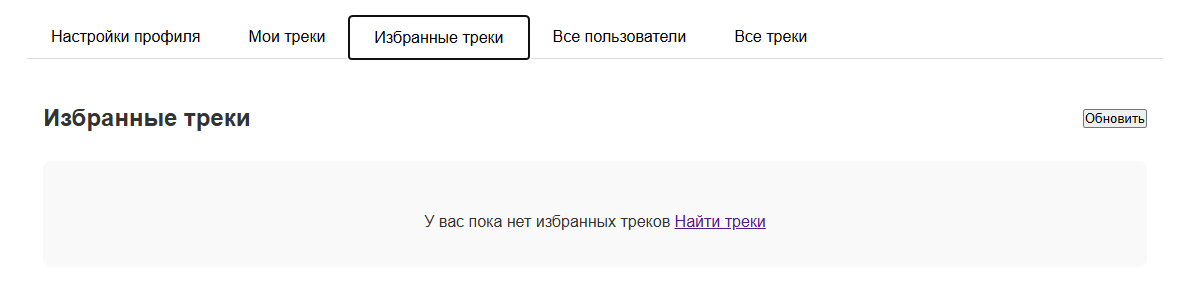 Настройки профиля Мои треки Избранные треки Все пользователи Все треки
Избранные треки Обновить
У вас пока нет избранных треков Найти треки